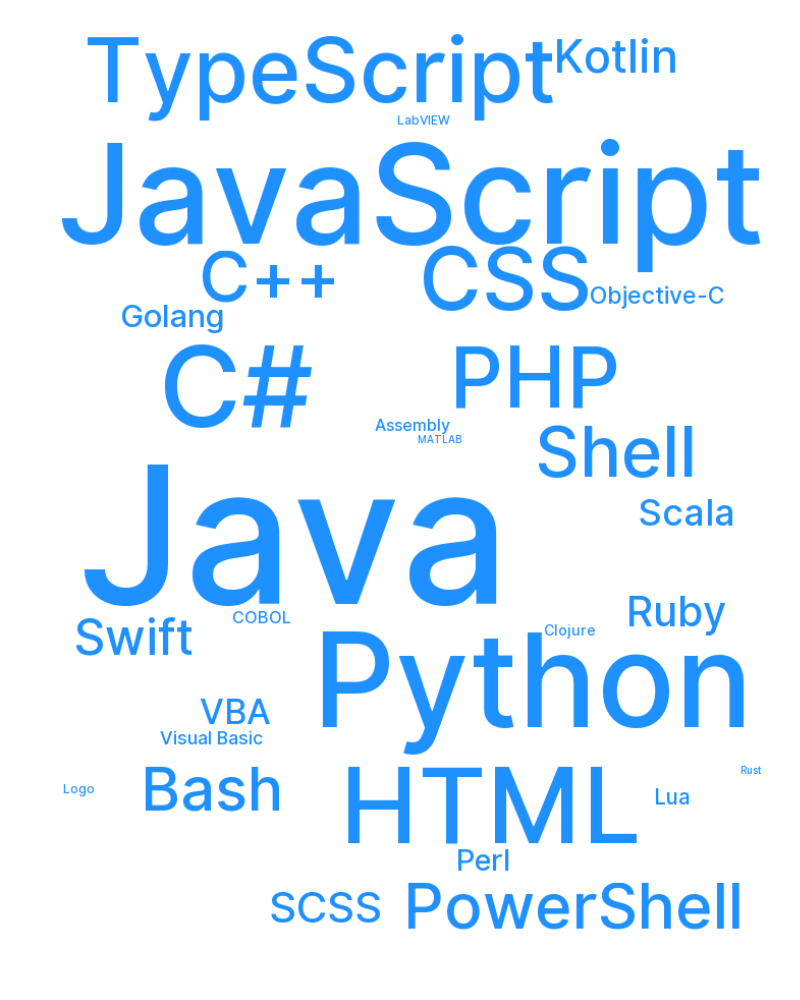 TypeScript
Kotlin
LabVIEW
JavaScript
C++
CSS
Objective-C
Golang
C#
PHP
Assembly
MATLAB
Shell
Scala
Java
Swift
COBOL
Clojure
Ruby
Python
VBA
Visual Basic
Logo
Bash
HTML
Lua
Rust
Perl
SCSS
PowerShell